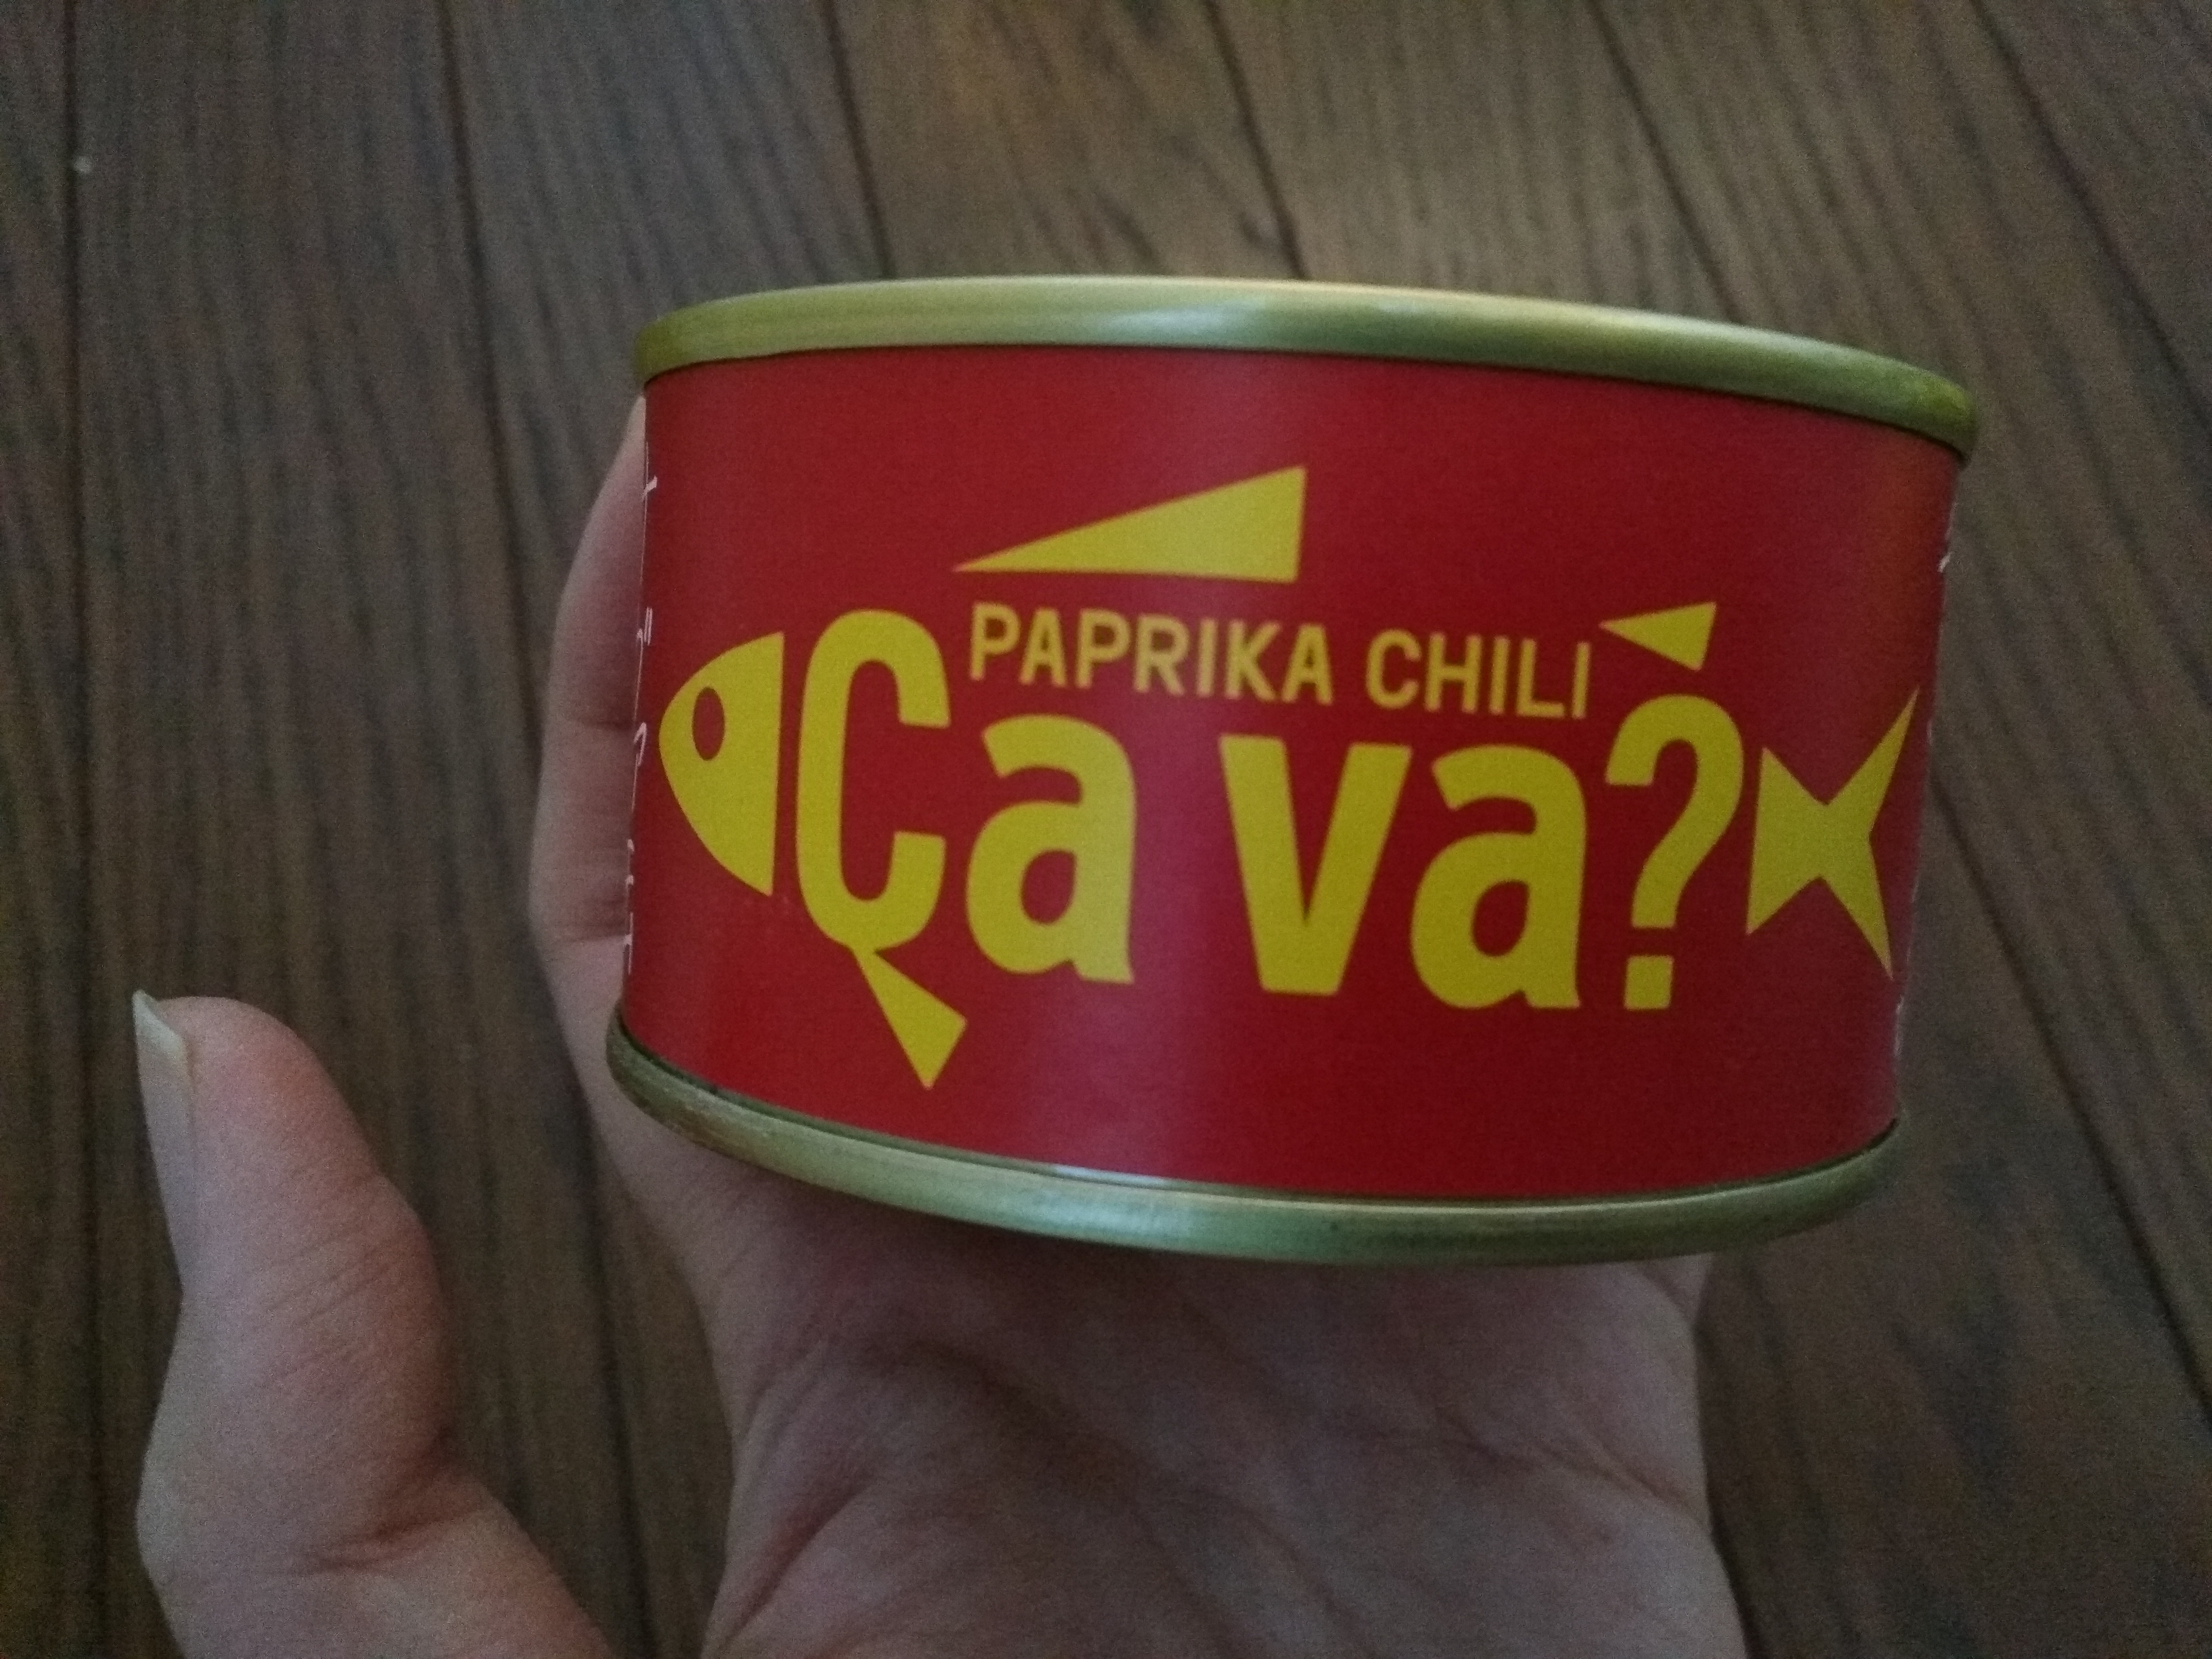 PAPRIKA CHILI
Ça va?